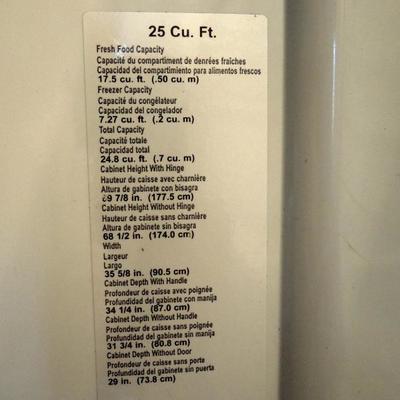 25 Cu. Ft.
Fresh Food Capacity
Capacité du compartiment de denrées fraîches
Capacidad del compartimiento para alimentos frescos
17.5 cu. ft. (.50 cu. m)
Freezer Capacity
Capacité du congélateur
Capacidad del congelador
7.27 cu. ft. (.2 cu. m)
Total Capacity
Capacité totale
Capacidad total
24.8 cu. ft. (.7 cu. m)
Cabinet Height With Hinge
Hauteur de caisse avec charnière
Altura de gabinete con bisagra
69 7/8 in. (177.5 cm)
Cabinet Height Without Hinge
Hauteur de caisse sans charnière
Altura de gabinete sin bisagra
68 1/2 in. (174.0 cm)
Width
Largeur
Largo
35 5/8 in. (90.5 cm)
Cabinet Depth With Handle
Profondeur de caisse avec poignée
Profundidad del gabinete con manija
34 1/4 in. (87.0 cm)
Cabinet Depth Without Handle
Profondeur de caisse sans poignée
Profundidad del gabinete sin manija
31 3/4 in. (80.8 cm)
Cabinet Depth Without Door
Profondeur de caisse sans porte
Profundidad del gabinete sin puerta
29 in. (73.8 cm)